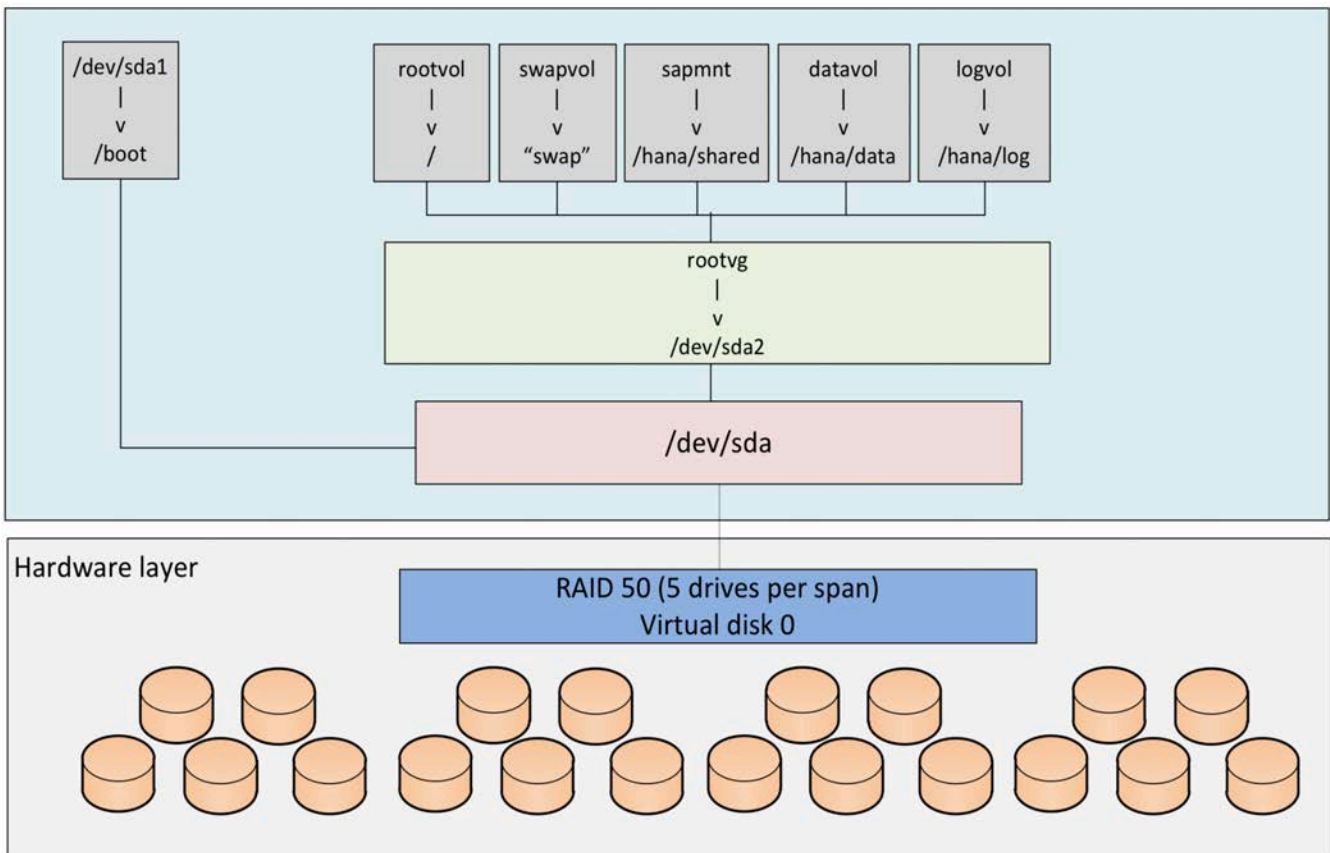 /dev/sda1
|
v
/boot
rootvol
|
v
/
swapvol
|
v
“swap”
sapmnt
|
v
/hana/shared
datavol
|
v
/hana/data
logvol
|
v
/hana/log
rootvg
|
v
/dev/sda2
/dev/sda
Hardware layer
RAID 50 (5 drives per span)
Virtual disk 0